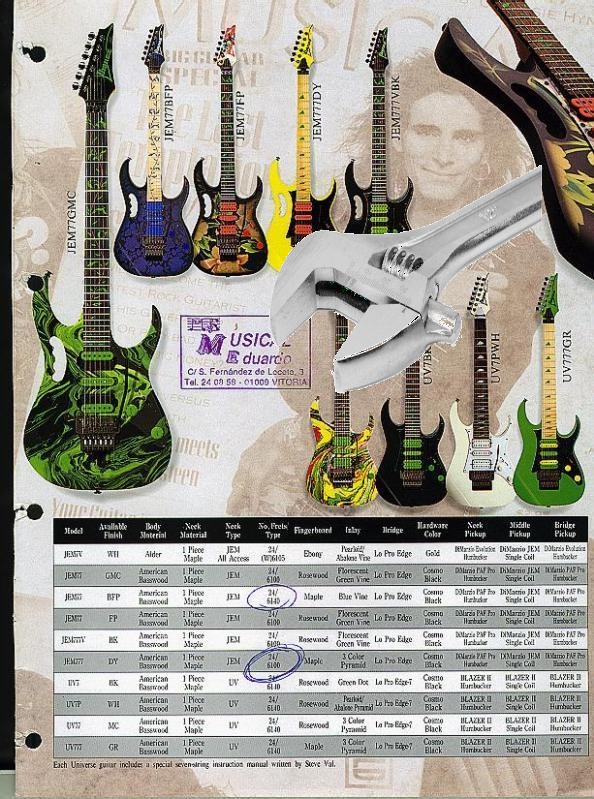 MUSICIA
BIG GUITAR
SPECIAL
JEM77BFP
JEM77FP
JEM777DY
JEM777VBK
JEM77GMC
MÚSICAL
Eduardo
C/ S. Fernández de Leceta, 3
Tel. 24 09 59 - 01009 VITORIA
UV7BK
UV7PWH
UV777GR
VERSUS
meets
Model Available Finish Body Material Neck Material Neck Type No. Frets/ Type Fingerboard Inlay Bridge Hardware Color Neck Pickup Middle Pickup Bridge Pickup
JEM7V WH Alder 1 Piece Maple JEM All Access 24/ (W)6105 Ebony Pearloid/ Abalone Vine Lo Pro Edge Gold DiMarzio Evolution Humbucker DiMarzio JEM Single Coil DiMarzio Evolution Humbucker
JEM77 GMC American Basswood 1 Piece Maple JEM 24/ 6100 Rosewood Florescent Green Vine Lo Pro Edge Cosmo Black DiMarzio PAF Pro Humbucker DiMarzio JEM Single Coil DiMarzio PAF Pro Humbucker
JEM77 BFP American Basswood 1 Piece Maple JEM 24/ 6140 Maple Blue Vine Lo Pro Edge Cosmo Black DiMarzio PAF Pro Humbucker DiMarzio JEM Single Coil DiMarzio PAF Pro Humbucker
JEM77 FP American Basswood 1 Piece Maple JEM 24/ 6100 Rosewood Florescent Green Vine Lo Pro Edge Cosmo Black DiMarzio PAF Pro Humbucker DiMarzio JEM Single Coil DiMarzio PAF Pro Humbucker
JEM777V BK American Basswood 1 Piece Maple JEM 24/ 6100 Rosewood Florescent Green Vine Lo Pro Edge Cosmo Black DiMarzio PAF Pro Humbucker DiMarzio JEM Single Coil DiMarzio PAF Pro Humbucker
JEM777 DY American Basswood 1 Piece Maple JEM 24/ 6100 Maple 3 Color Pyramid Lo Pro Edge Cosmo Black DiMarzio PAF Pro Humbucker DiMarzio JEM Single Coil DiMarzio PAF Pro Humbucker
UV7 BK American Basswood 1 Piece Maple UV 24/ 6140 Rosewood Green Dot Lo Pro Edge-7 Cosmo Black BLAZER II Humbucker BLAZER II Single Coil BLAZER II Humbucker
UV7P WH American Basswood 1 Piece Maple UV 24/ 6140 Rosewood Pearloid/ Abalone Pyramid Lo Pro Edge-7 Cosmo Black BLAZER II Humbucker BLAZER II Single Coil BLAZER II Humbucker
UV77 MC American Basswood 1 Piece Maple UV 24/ 6140 Rosewood 3 Color Pyramid Lo Pro Edge-7 Cosmo Black BLAZER II Humbucker BLAZER II Single Coil BLAZER II Humbucker
UV777 GR American Basswood 1 Piece Maple UV 24/ 6140 Maple 3 Color Pyramid Lo Pro Edge-7 Cosmo Black BLAZER II Humbucker BLAZER II Single Coil BLAZER II Humbucker
Each Universe guitar includes a special seven-string instruction manual written by Steve Vai.